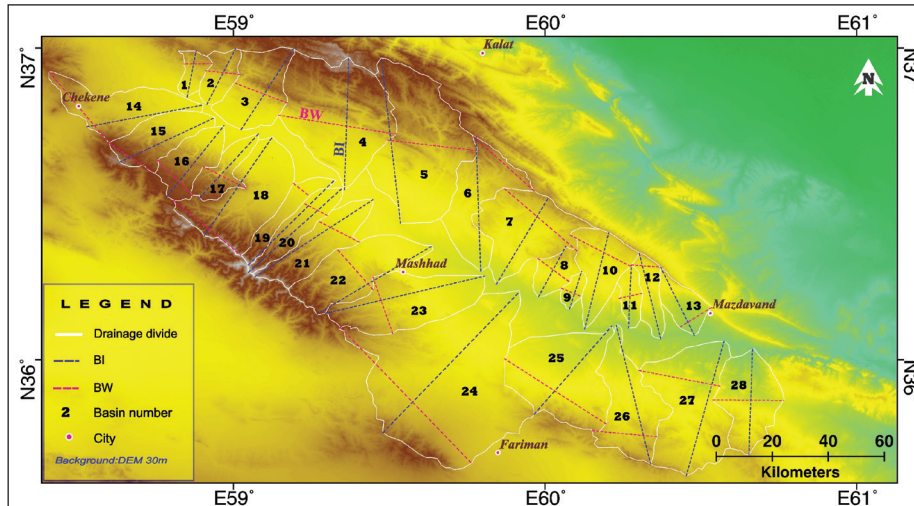 E59° E60° E61°
N37° N37
Kalat
N
Chekene
1 2 3
14
BW
15
BI 4
16
5
17 18 6
7
19 20 8 10 12
21 Mashhad
22 9 11 13
23 Mazdavand
LEGEND
Drainage divide
BI
BW
2 Basin number
City
Background:DEM 30m
N36° N36
25 28
24 27
26
0 20 40 60
Kilometers
Fariman
E59° E60° E61°